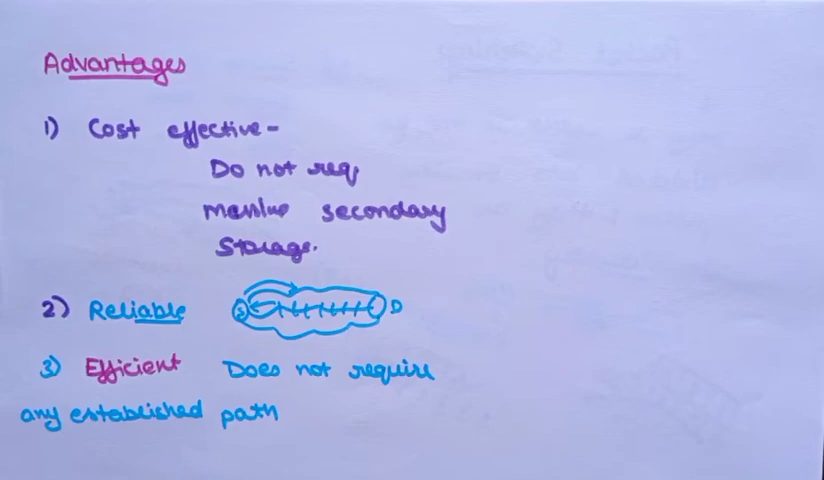 Advantages
1) Cost effective -
Do not req.
massive secondary
Storage.
2) Reliable S D
3) Efficient Does not require
any established path